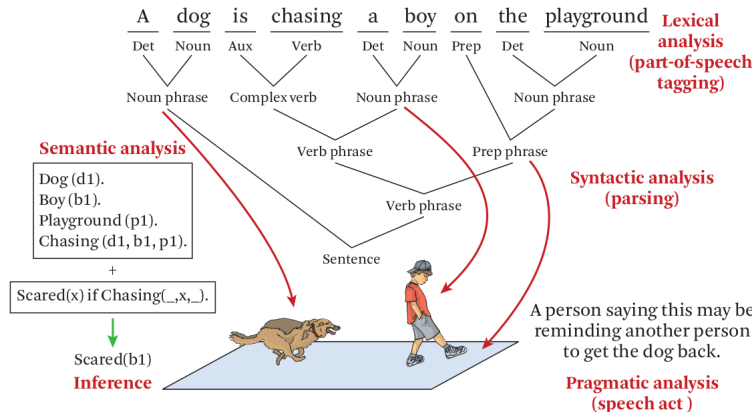 A dog is chasing a boy on the playground
Det Noun Aux Verb Det Noun Prep Det Noun
Lexical
analysis
(part-of-speech
tagging)
Noun phrase Complex verb Noun phrase Noun phrase
Semantic analysis
Verb phrase Prep phrase
Syntactic analysis
(parsing)
Dog (d1).
Boy (b1).
Playground (p1).
Chasing (d1, b1, p1).
Verb phrase
Sentence
+
Scared(x) if Chasing(_,x,_).
A person saying this may be
reminding another person
to get the dog back.
Scared(b1)
Inference
Pragmatic analysis
(speech act )